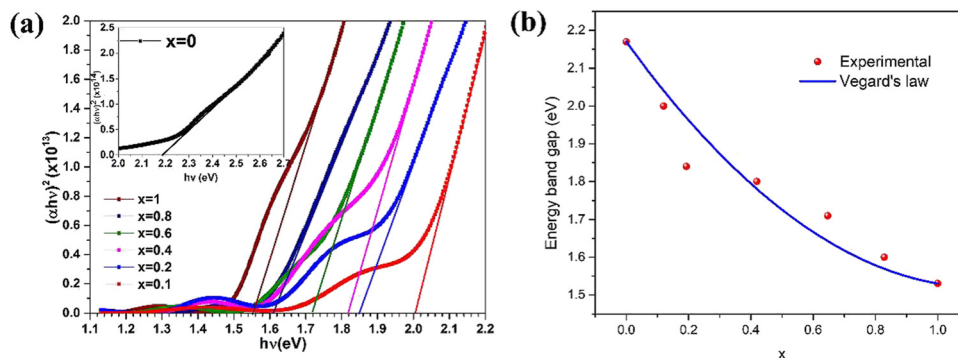 (a)
2.0
1.8
1.6
1.4
1.2
1.0
0.8
0.6
0.4
0.2
0.0
(αhν)² (x10¹³)
2.5
2.0
1.5
1.0
0.5
0.0
(αhν)² (x10¹⁴)
x=0
2.0 2.1 2.2 2.3 2.4 2.5 2.6 2.7
hν (eV)
x=1
x=0.8
x=0.6
x=0.4
x=0.2
x=0.1
1.1 1.2 1.3 1.4 1.5 1.6 1.7 1.8 1.9 2.0 2.1 2.2
hν(eV)
(b)
2.2
2.1
2.0
1.9
1.8
1.7
1.6
1.5
Energy band gap (eV)
Experimental
Vegard's law
0.0 0.2 0.4 0.6 0.8 1.0
x